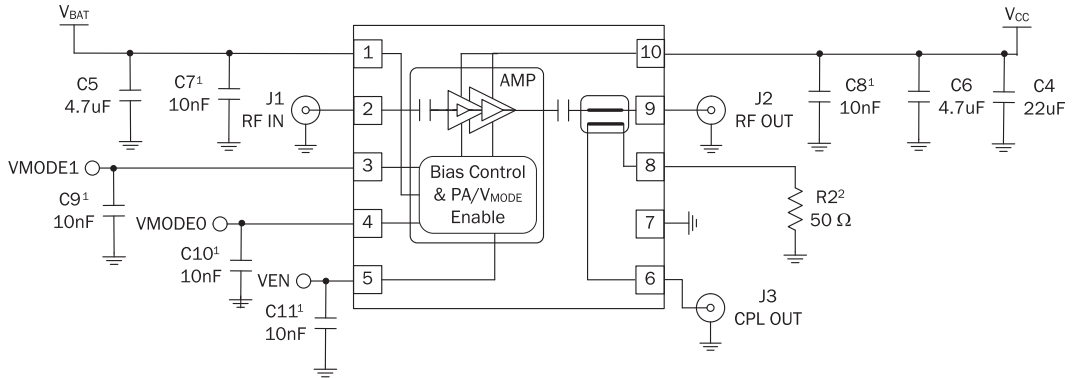 VBAT
VCC
1
10
C5
4.7uF
C7¹
10nF
J1
RF IN
2
AMP
9
J2
RF OUT
C8¹
10nF
C6
4.7uF
C4
22uF
VMODE1
3
Bias Control
& PA/VMODE
Enable
8
C9¹
10nF
R2²
50 Ω
VMODE0
4
7
C10¹
10nF
VEN
5
6
C11¹
10nF
J3
CPL OUT